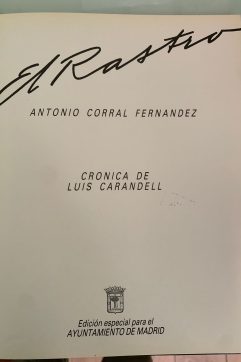 El Rastro
ANTONIO CORRAL FERNANDEZ
CRONICA DE
LUIS CARANDELL
Edición especial para el
AYUNTAMIENTO DE MADRID